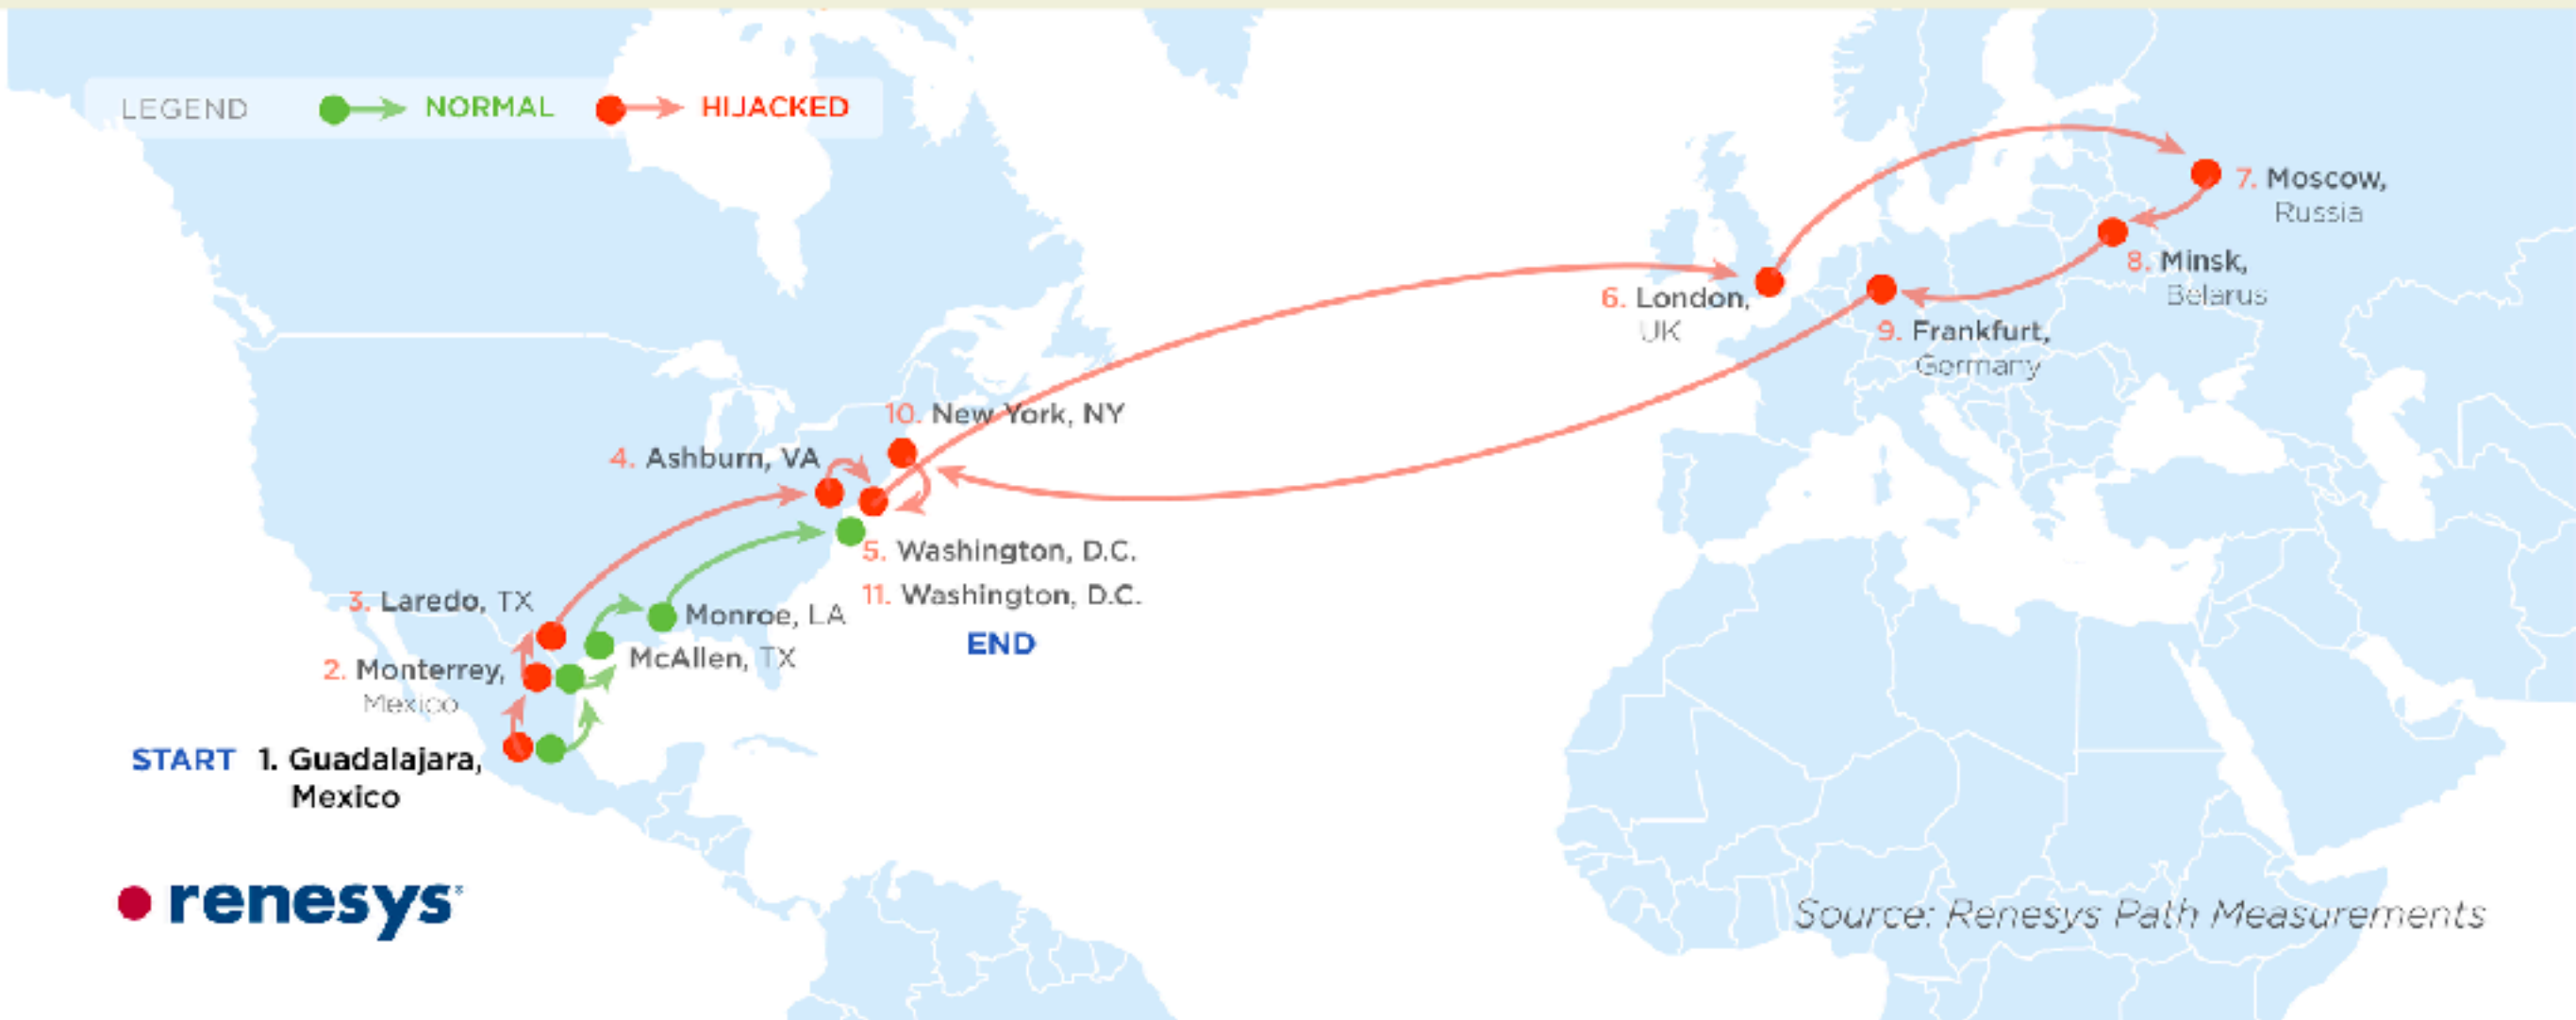 LEGEND NORMAL HIJACKED
7. Moscow,
Russia
8. Minsk,
Belarus
6. London,
UK
9. Frankfurt,
Germany
10. New York, NY
4. Ashburn, VA
5. Washington, D.C.
11. Washington, D.C.
END
3. Laredo, TX
Monroe, LA
McAllen, TX
2. Monterrey,
Mexico
START 1. Guadalajara,
Mexico
renesys
Source: Renesys Path Measurements